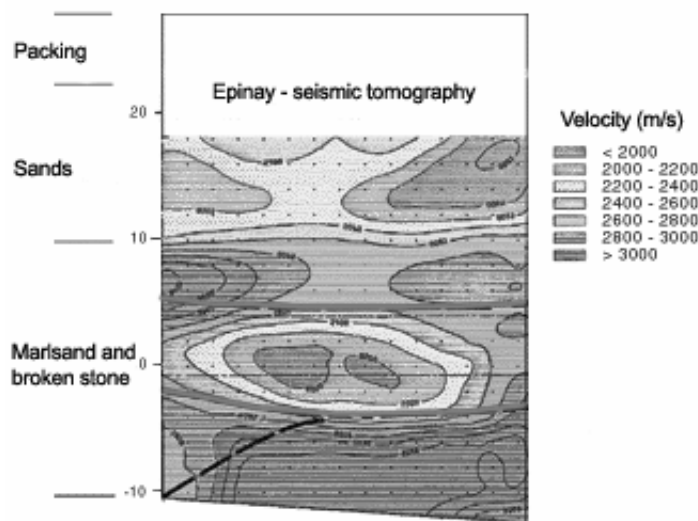 Packing
Epinay - seismic tomography
20
Sands
10
Marlsand and
broken stone
0
-10
Velocity (m/s)
< 2000
2000 - 2200
2200 - 2400
2400 - 2600
2600 - 2800
2800 - 3000
> 3000